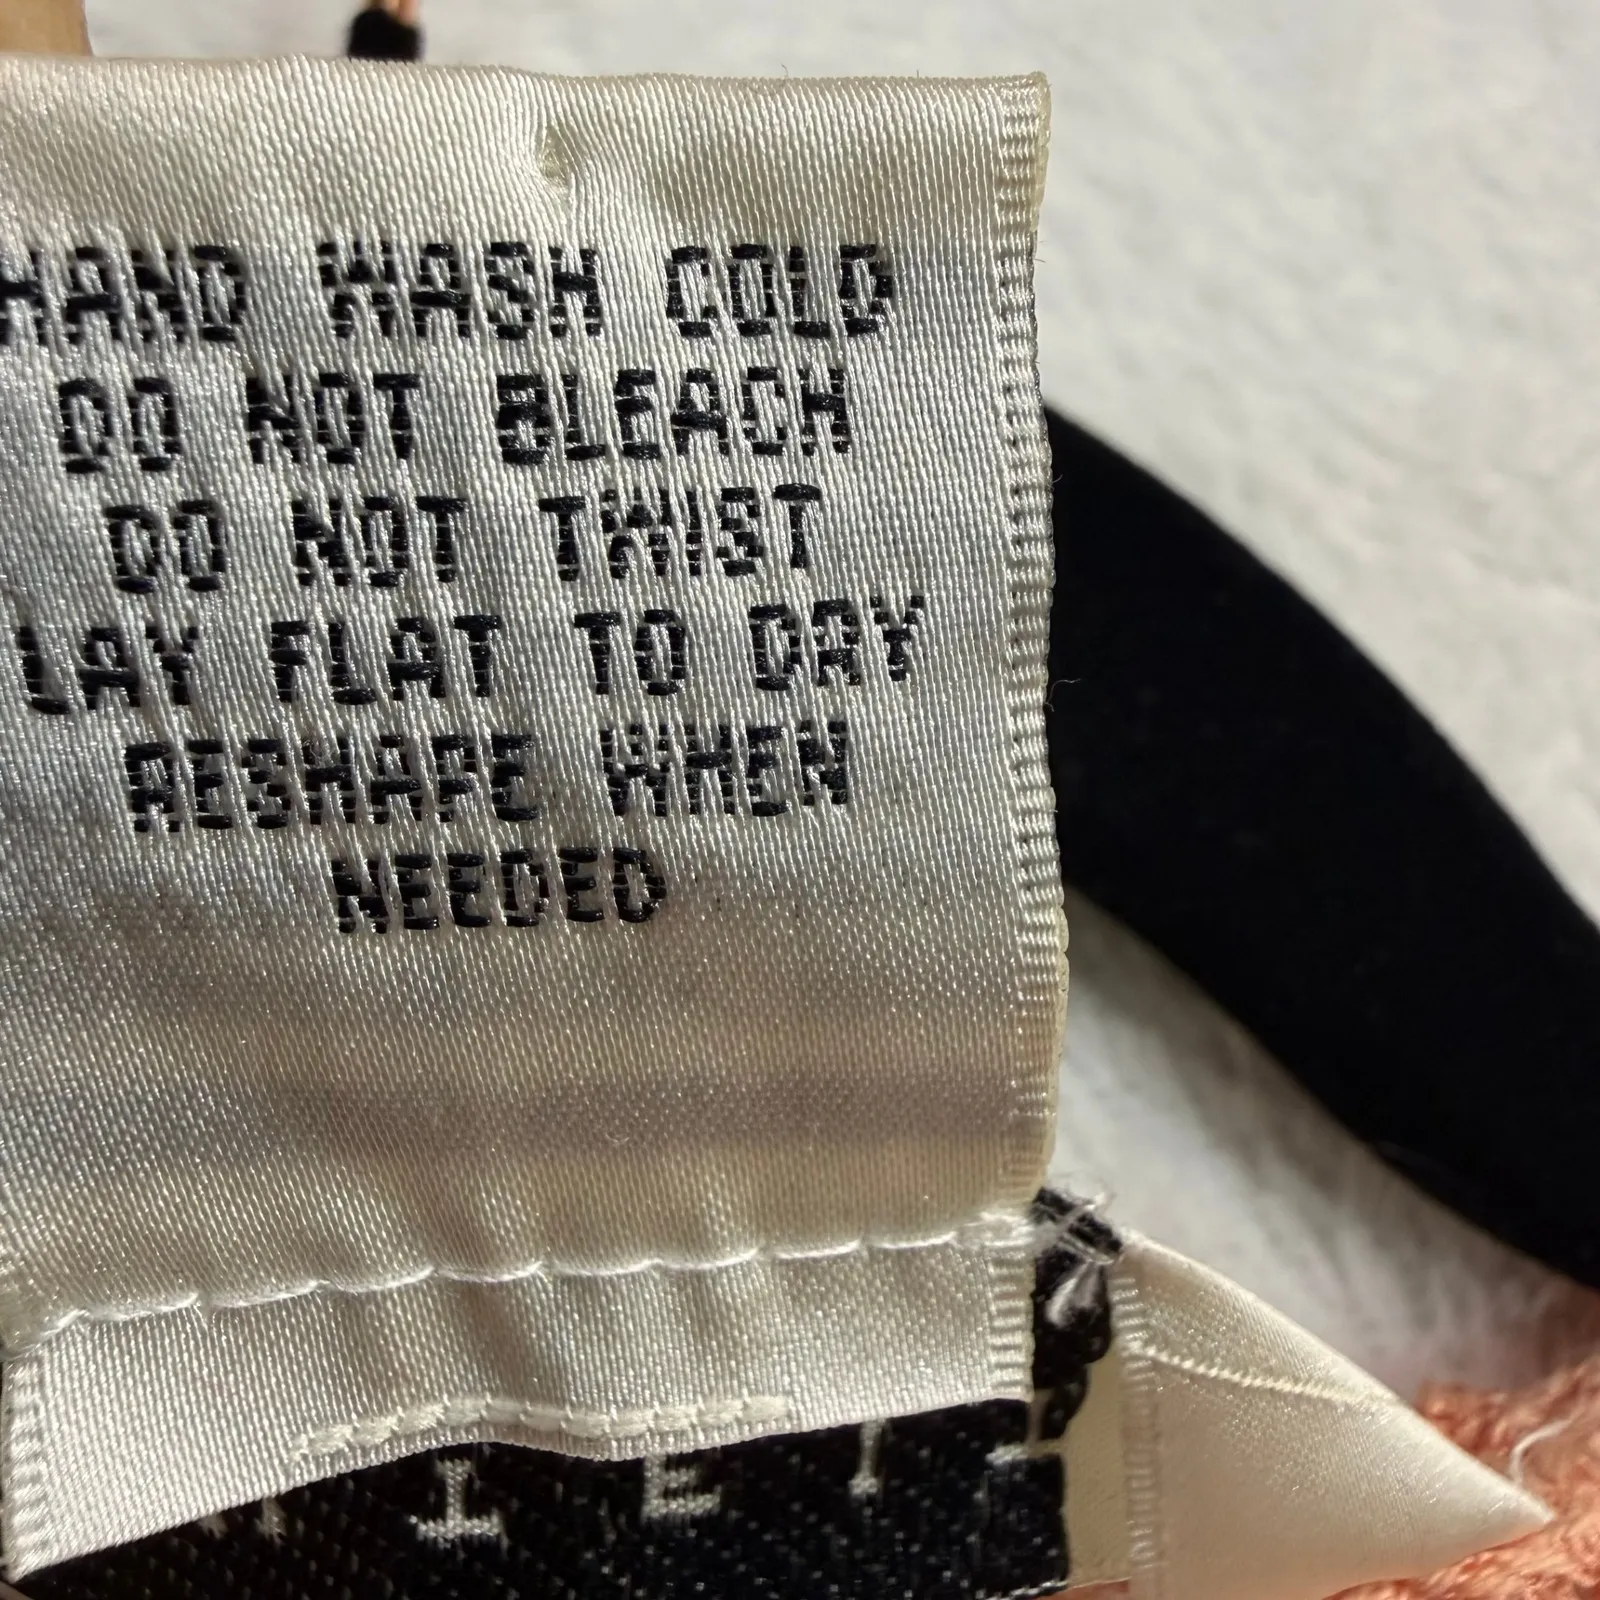 HAND WASH COLD
DO NOT BLEACH
DO NOT TWIST
LAY FLAT TO DRY
RESHAPE WHEN
NEEDED